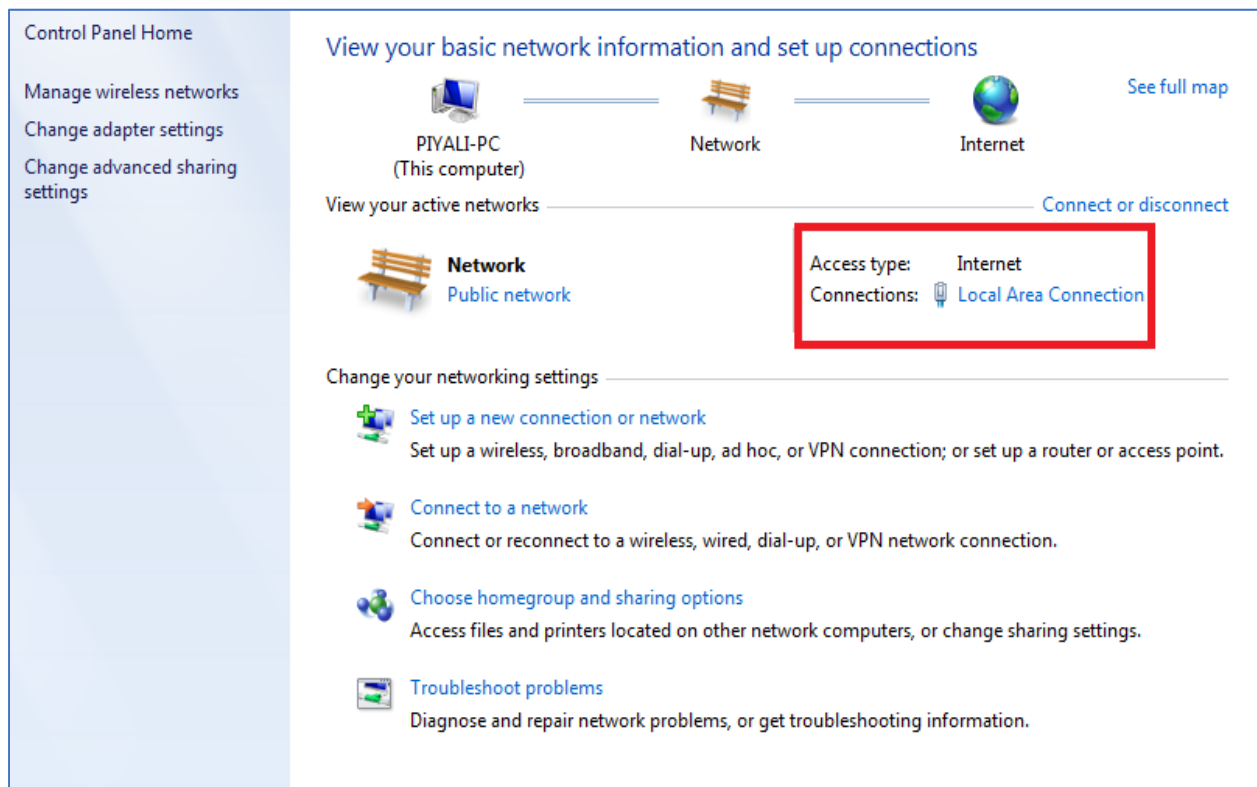 Control Panel Home
Manage wireless networks
Change adapter settings
Change advanced sharing
settings
View your basic network information and set up connections
See full map
PIYALI-PC
(This computer)
Network
Internet
View your active networks
Connect or disconnect
Network
Public network
Access type: Internet
Connections: Local Area Connection
Change your networking settings
Set up a new connection or network
Set up a wireless, broadband, dial-up, ad hoc, or VPN connection; or set up a router or access point.
Connect to a network
Connect or reconnect to a wireless, wired, dial-up, or VPN network connection.
Choose homegroup and sharing options
Access files and printers located on other network computers, or change sharing settings.
Troubleshoot problems
Diagnose and repair network problems, or get troubleshooting information.